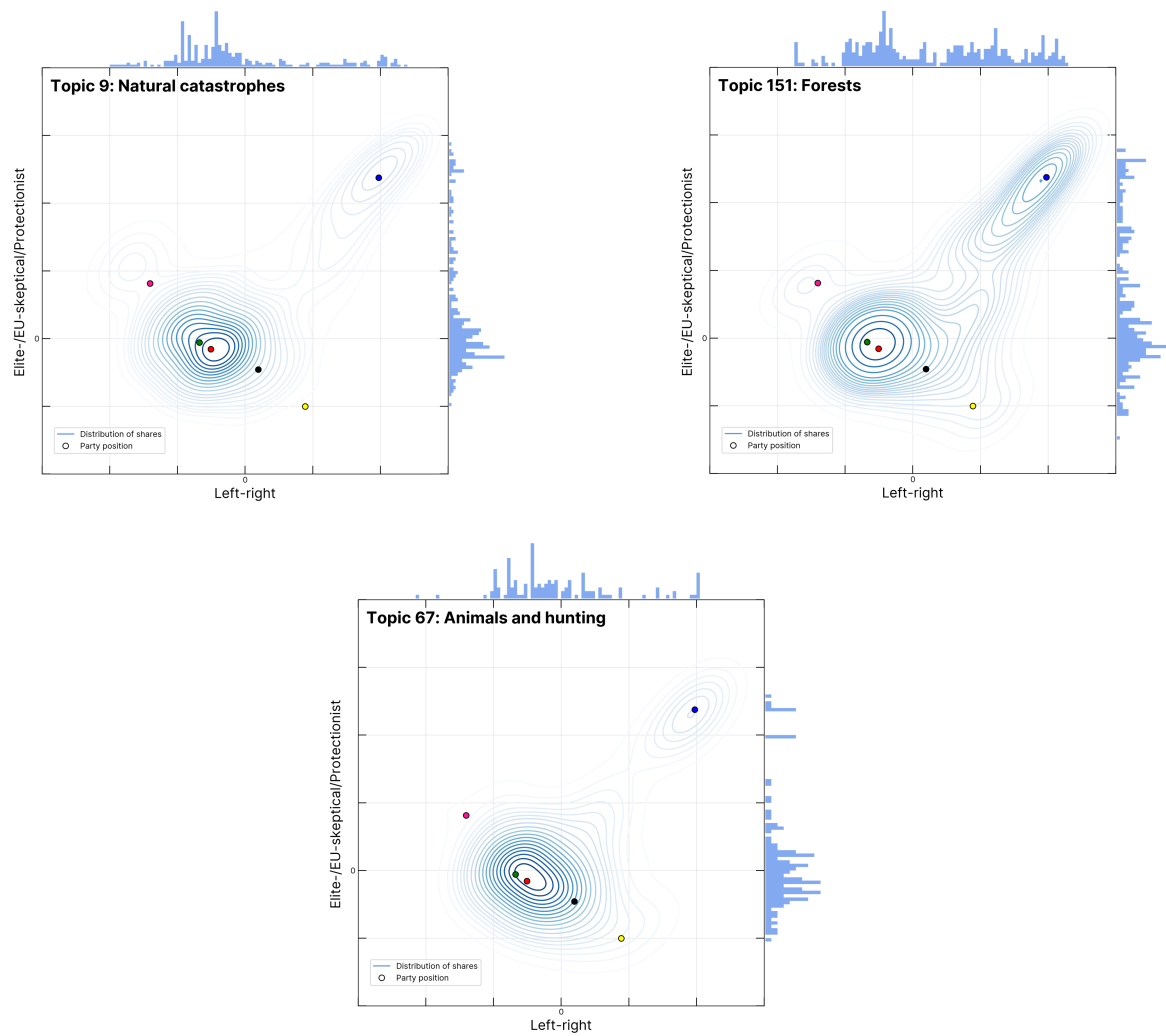 Topic 9: Natural catastrophes
Elite-/EU-skeptical/Protectionist
0
Distribution of shares
Party position
0
Left-right
Topic 151: Forests
Elite-/EU-skeptical/Protectionist
0
Distribution of shares
Party position
0
Left-right
Topic 67: Animals and hunting
Elite-/EU-skeptical/Protectionist
0
Distribution of shares
Party position
0
Left-right